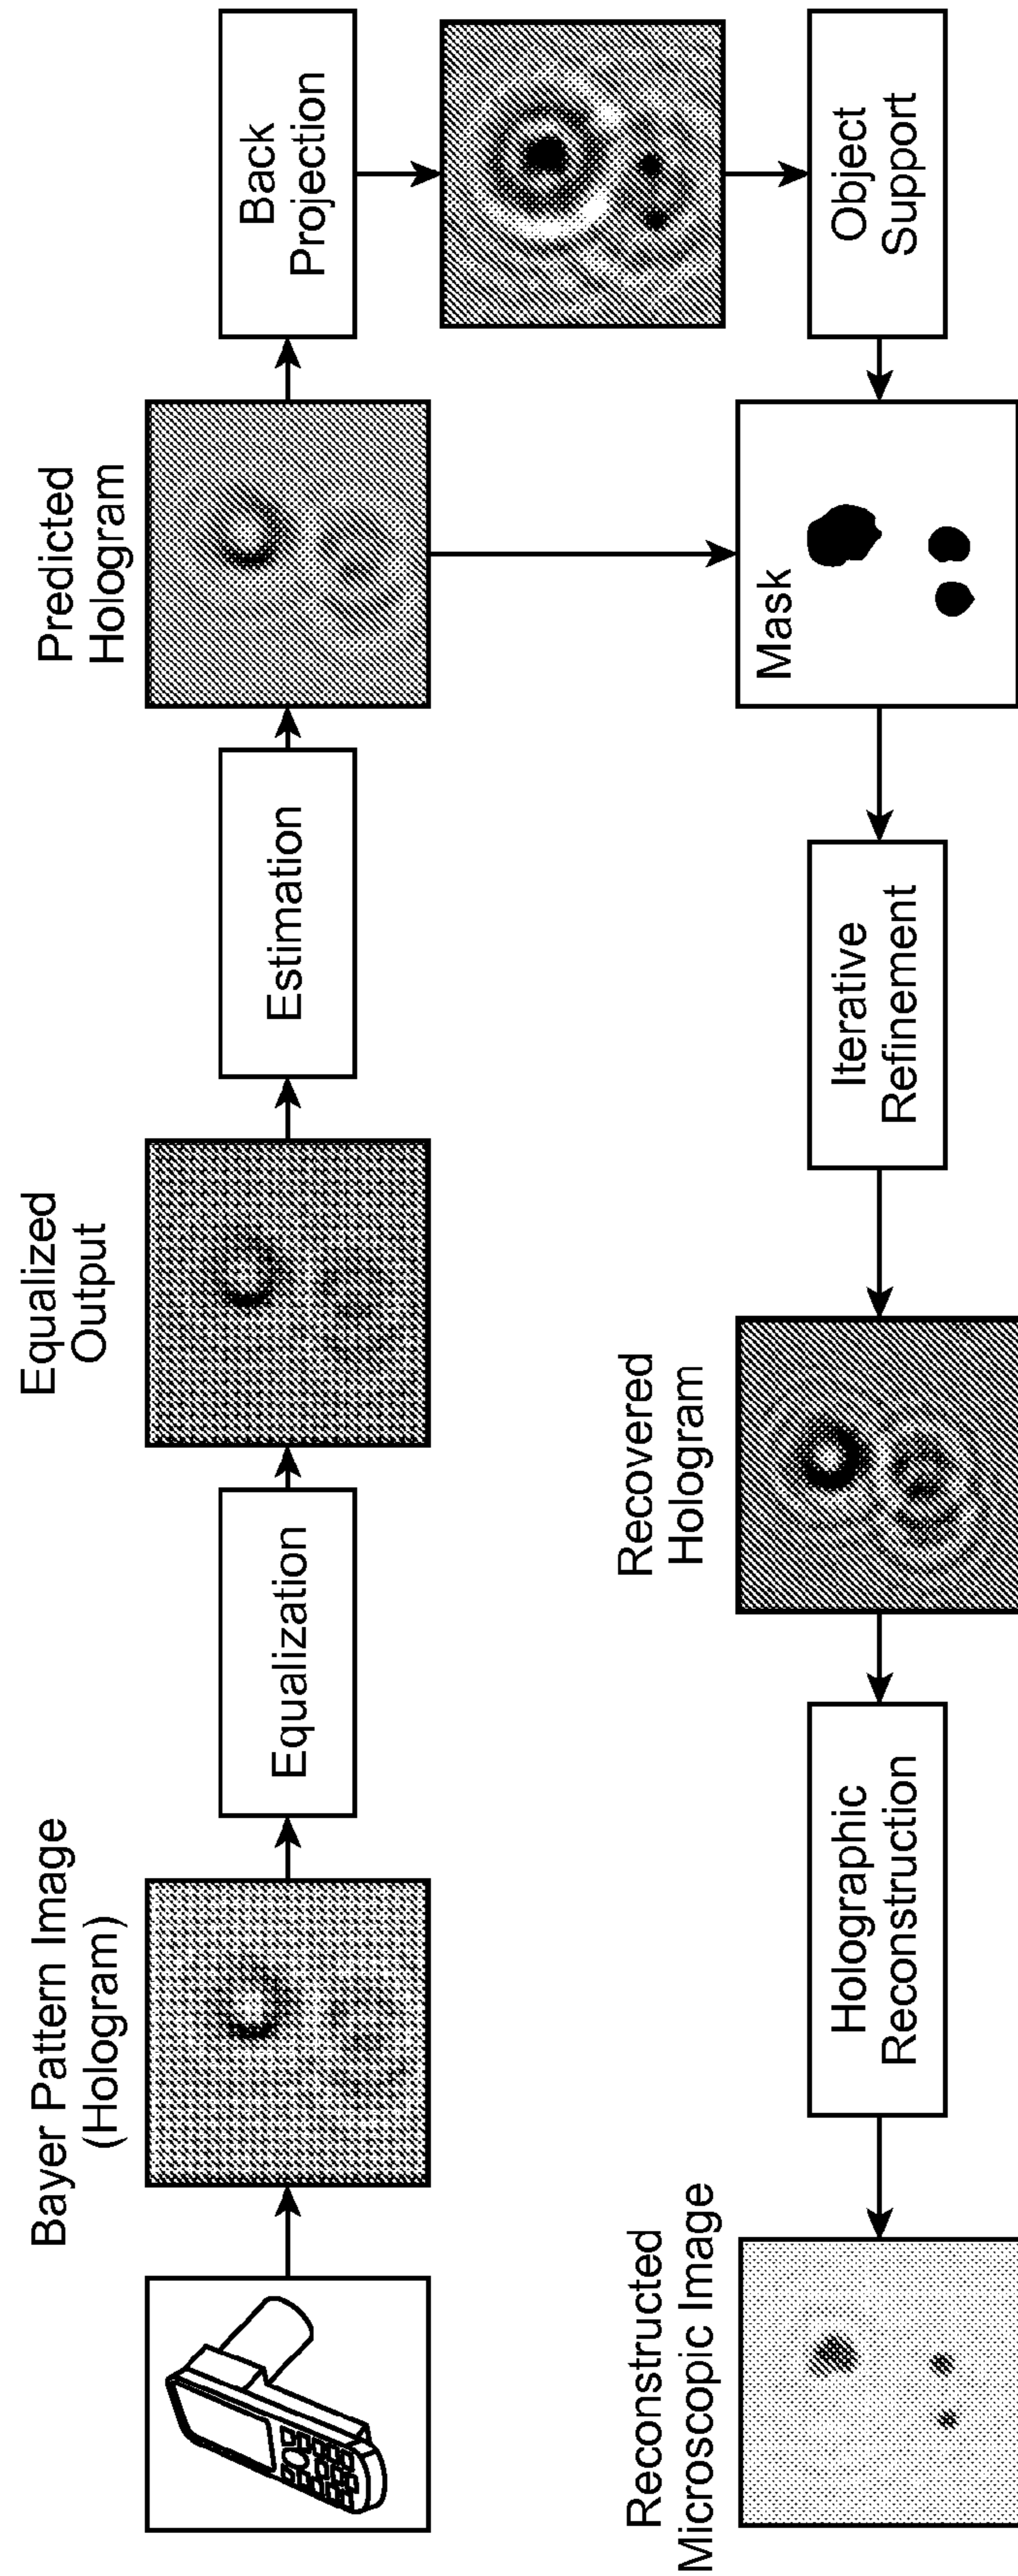 Bayer Pattern Image
(Hologram)
Equalization
Equalized
Output
Estimation
Predicted
Hologram
Back
Projection
Object
Support
Mask
Iterative
Refinement
Recovered
Hologram
Holographic
Reconstruction
Reconstructed
Microscopic Image